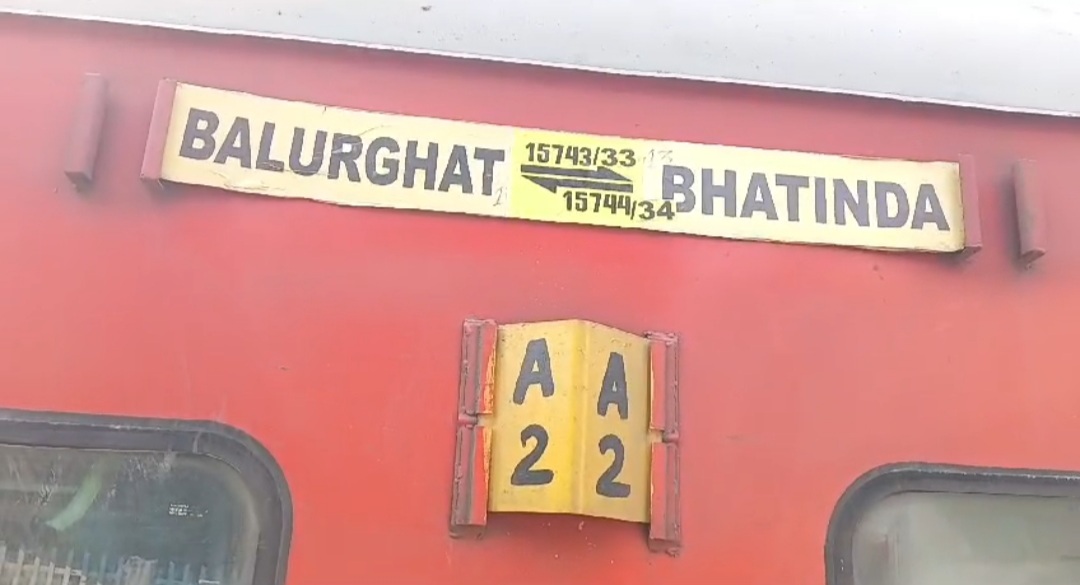 BALURGHAT 15743/33 BHATINDA
15744/34
A A
2 2